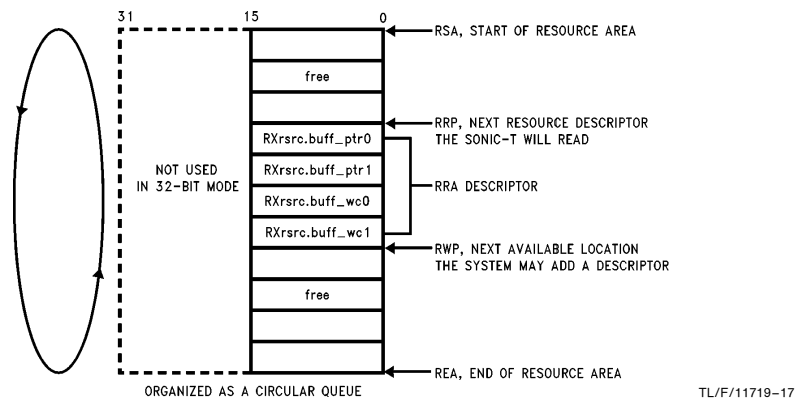 31 15 0
RSA, START OF RESOURCE AREA
free
RRP, NEXT RESOURCE DESCRIPTOR
THE SONIC-T WILL READ
RXrsrc.buff_ptr0
RXrsrc.buff_ptr1
NOT USED
IN 32-BIT MODE
RRA DESCRIPTOR
RXrsrc.buff_wc0
RXrsrc.buff_wc1
RWP, NEXT AVAILABLE LOCATION
THE SYSTEM MAY ADD A DESCRIPTOR
free
REA, END OF RESOURCE AREA
ORGANIZED AS A CIRCULAR QUEUE
TL/F/11719–17